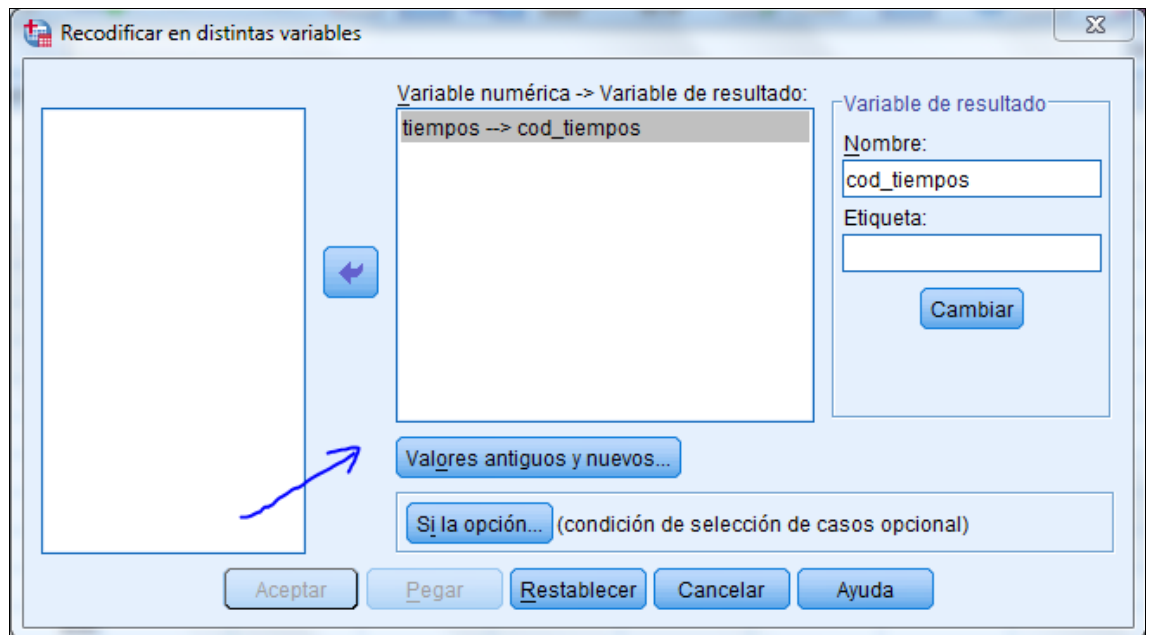 Recodificar en distintas variables
Variable numérica -> Variable de resultado:
tiempos --> cod_tiempos
Variable de resultado
Nombre:
cod_tiempos
Etiqueta:
Cambiar
Valores antiguos y nuevos...
Si la opción... (condición de selección de casos opcional)
Aceptar Pegar Restablecer Cancelar Ayuda